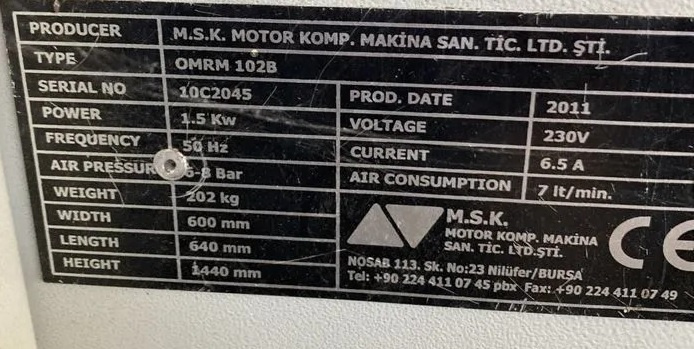 PRODUCER M.S.K. MOTOR KOMP. MAKİNA SAN. TİC. LTD. ŞTİ.
TYPE OMRM 102B
SERIAL NO 10C2045 PROD. DATE 2011
POWER 1.5 Kw VOLTAGE 230V
FREQUENCY 50 Hz CURRENT 6.5 A
AIR PRESSUR 6-8 Bar AIR CONSUMPTION 7 lt/min.
WEIGHT 202 kg
WIDTH 600 mm
LENGTH 640 mm
HEIGHT 1440 mm
M.S.K.
MOTOR KOMP. MAKİNA
SAN. TİC. LTD.ŞTİ.
CE
NOSAB 113. Sk. No:23 Nilüfer/BURSA
Tel: +90 224 411 07 45 pbx Fax: +90 224 411 07 49